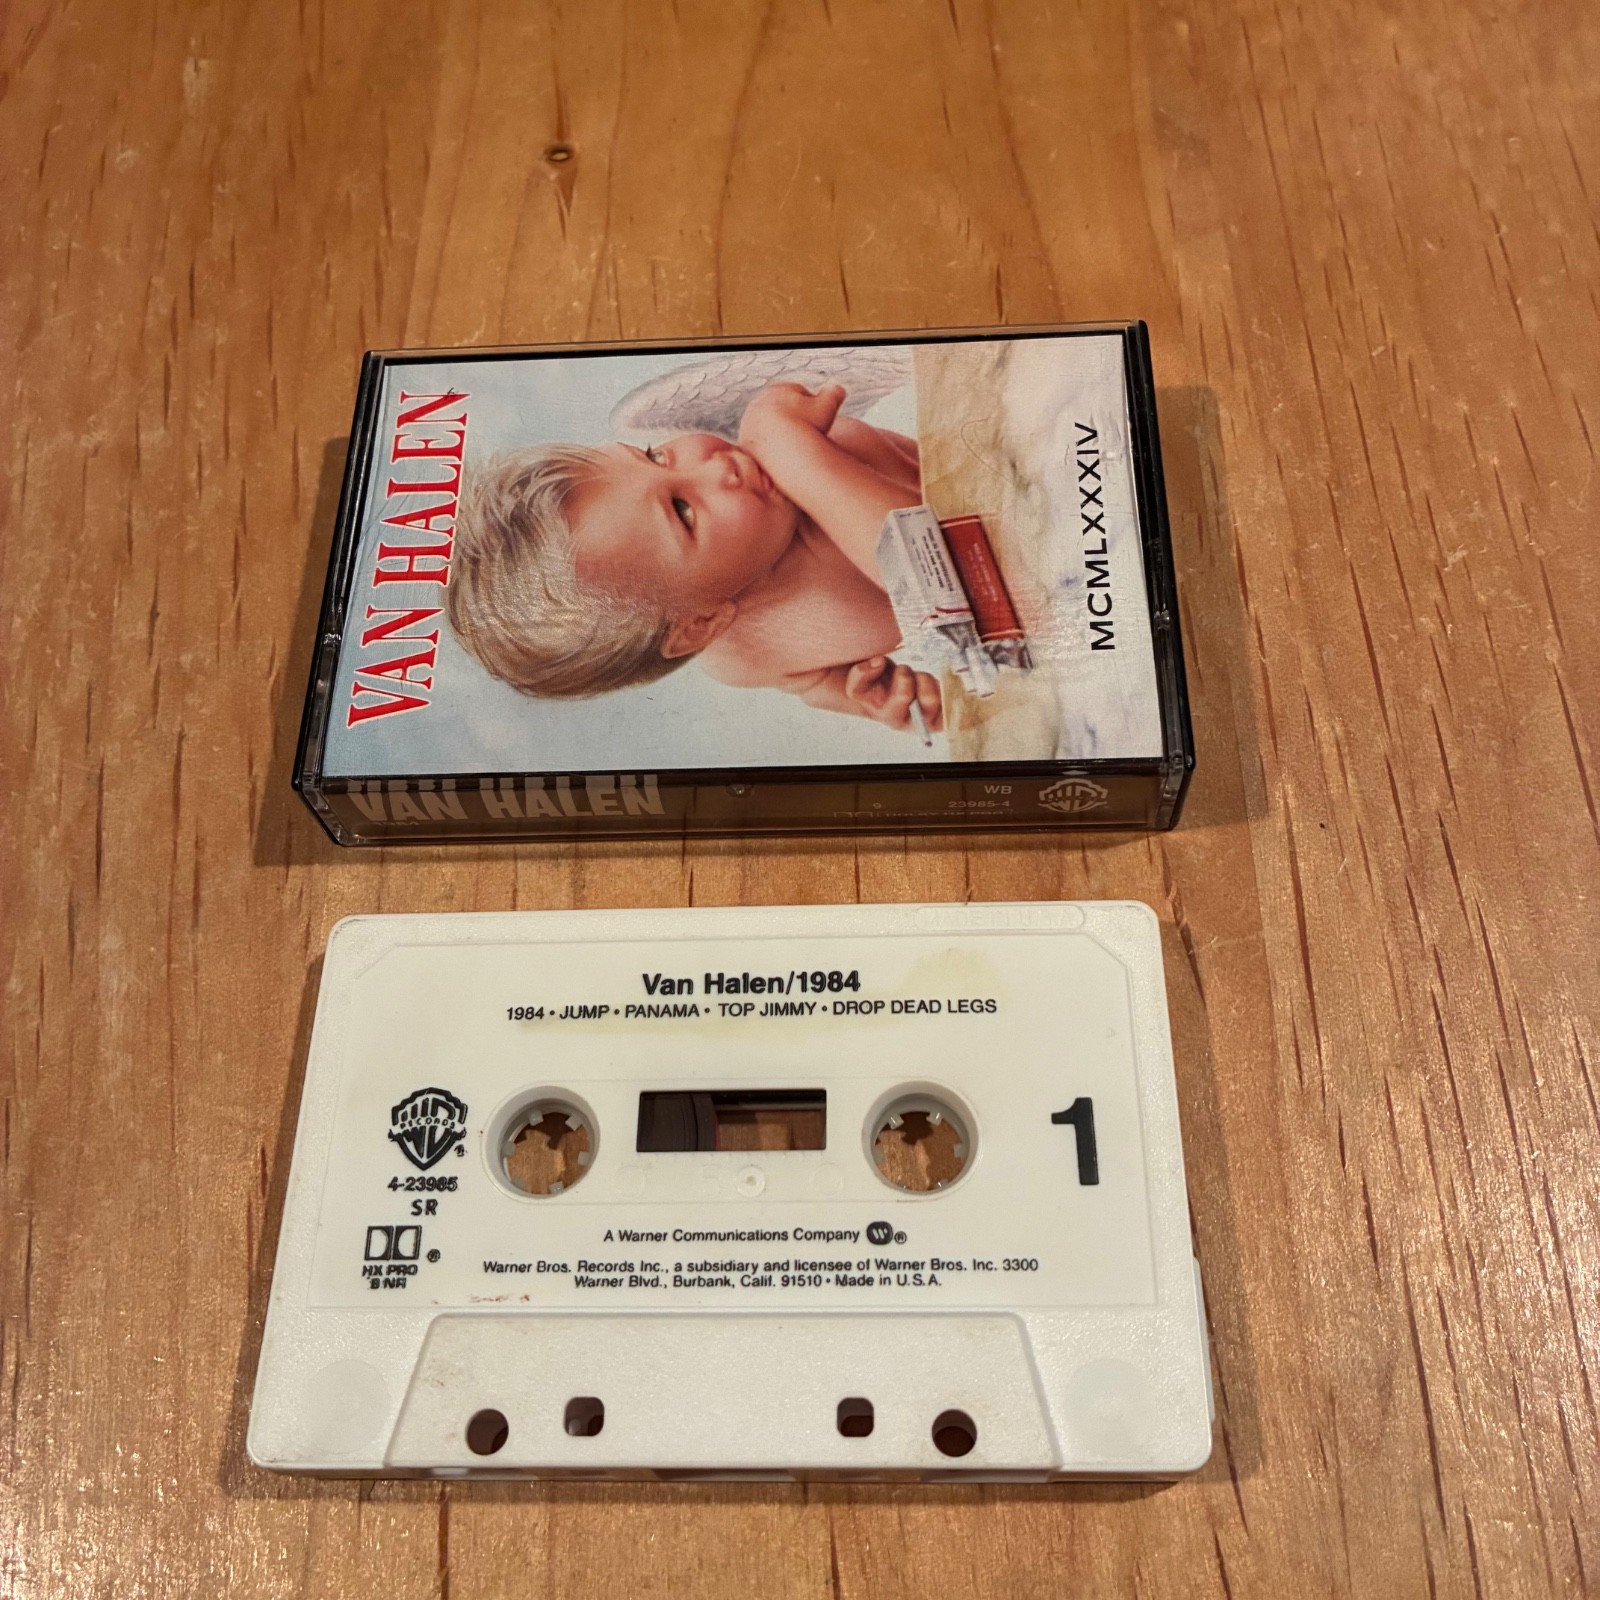 VAN HALEN
MCMLXXXIV
VAN HALEN
WB
9 23985-4
Van Halen/1984
1984 • JUMP • PANAMA • TOP JIMMY • DROP DEAD LEGS
RECORDS
®
4-23985
SR
®
HX PRO
B NR
1
A Warner Communications Company ®
Warner Bros. Records Inc., a subsidiary and licensee of Warner Bros. Inc. 3300
Warner Blvd., Burbank, Calif. 91510 • Made in U.S.A.